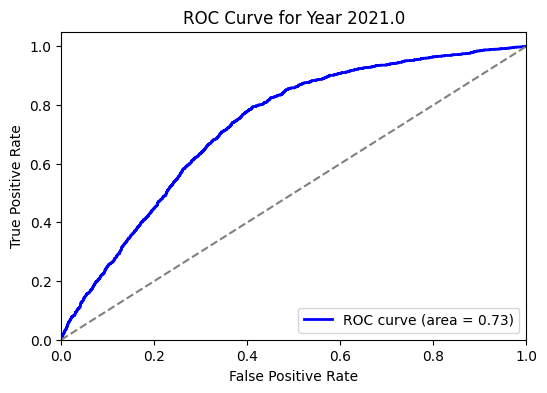 ROC Curve for Year 2021.0
1.0
0.8
0.6
0.4
0.2
0.0
True Positive Rate
ROC curve (area = 0.73)
0.0 0.2 0.4 0.6 0.8 1.0
False Positive Rate